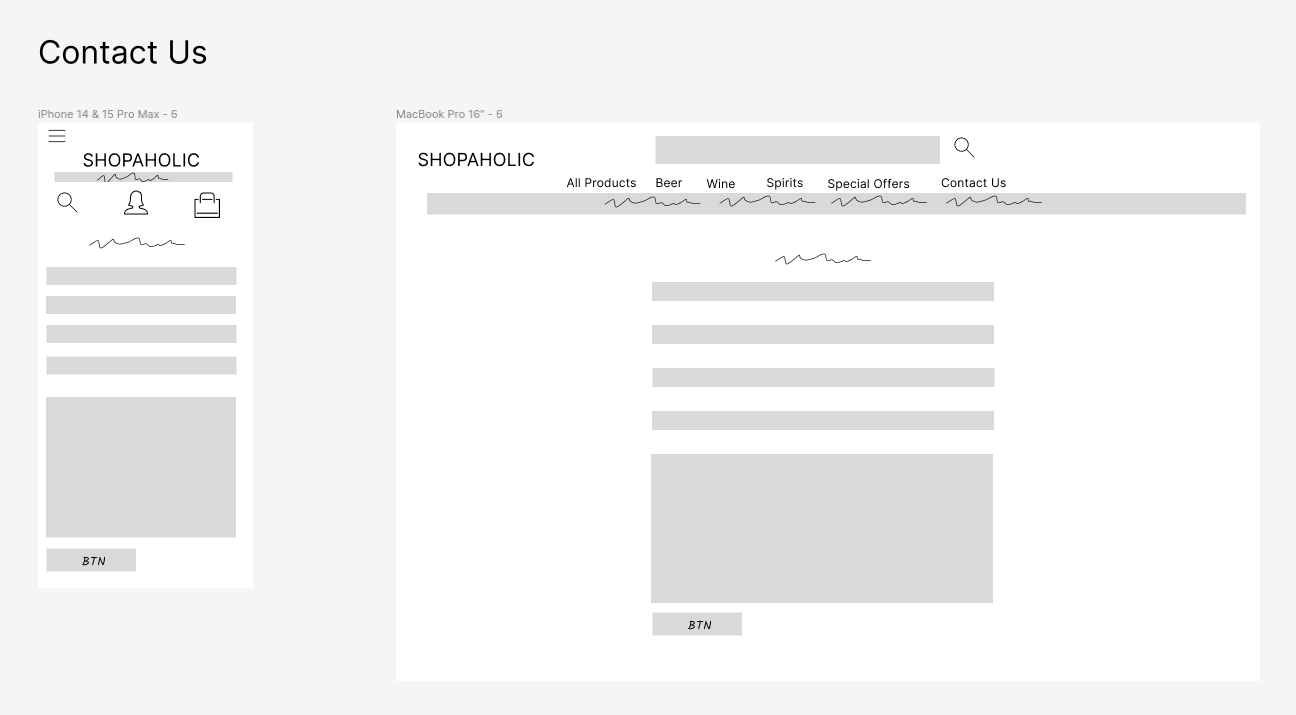 Contact Us
iPhone 14 & 15 Pro Max - 6
SHOPAHOLIC
BTN
MacBook Pro 16" - 6
SHOPAHOLIC
All Products Beer Wine Spirits Special Offers Contact Us
BTN